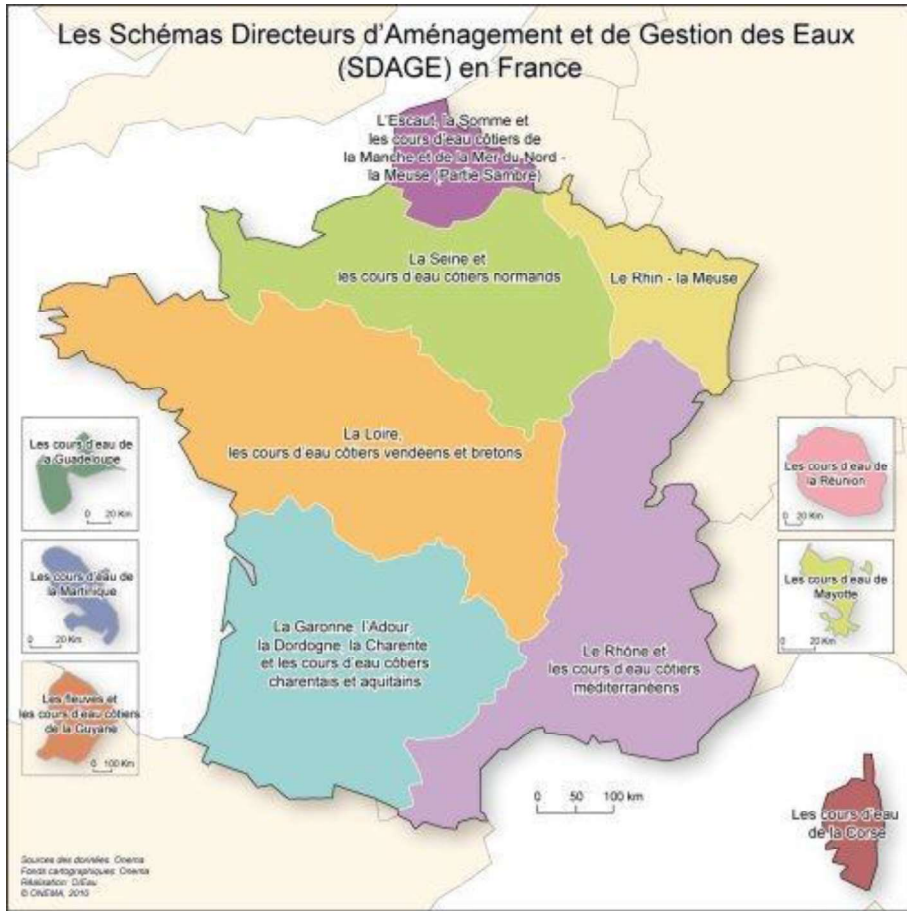 Les Schémas Directeurs d'Aménagement et de Gestion des Eaux
(SDAGE) en France
L'Escaut, la Somme et
les cours d'eau côtiers de
la Manche et de la Mer du Nord -
la Meuse (Partie Sambre)
La Seine et
les cours d'eau côtiers normands
Le Rhin - la Meuse
La Loire,
les cours d'eau côtiers vendéens et bretons
Les cours d'eau de
la Guadeloupe
0 20 Km
Les cours d'eau de
la Réunion
0 20 Km
Les cours d'eau de
la Martinique
0 20 Km
Les cours d'eau de
Mayotte
0 20 Km
La Garonne, l'Adour,
la Dordogne, la Charente
et les cours d'eau côtiers
charentais et aquitains
Le Rhône et
les cours d'eau côtiers
méditerranéens
Les fleuves et
les cours d'eau côtiers
de la Guyane
0 100 Km
0 50 100 km
Les cours d'eau
de la Corse
Sources des données: Onema
Fonds cartographiques: Onema
Réalisation: OIEau
© ONEMA, 2010